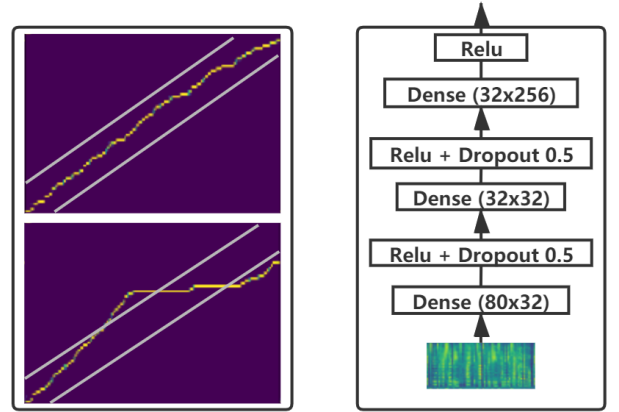 Relu
Dense (32x256)
Relu + Dropout 0.5
Dense (32x32)
Relu + Dropout 0.5
Dense (80x32)